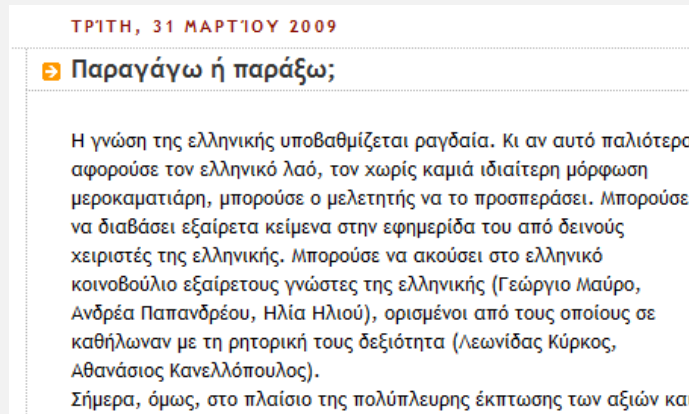 ΤΡΊΤΗ, 31 ΜΑΡΤΊΟΥ 2009
Παραγάγω ή παράξω;
Η γνώση της ελληνικής υποβαθμίζεται ραγδαία. Κι αν αυτό παλιότερα
αφορούσε τον ελληνικό λαό, τον χωρίς καμιά ιδιαίτερη μόρφωση
μεροκαματιάρη, μπορούσε ο μελετητής να το προσπεράσει. Μπορούσε
να διαβάσει εξαίρετα κείμενα στην εφημερίδα του από δεινούς
χειριστές της ελληνικής. Μπορούσε να ακούσει στο ελληνικό
κοινοβούλιο εξαίρετους γνώστες της ελληνικής (Γεώργιο Μαύρο,
Ανδρέα Παπανδρέου, Ηλία Ηλιού), ορισμένοι από τους οποίους σε
καθήλωναν με τη ρητορική τους δεξιότητα (Λεωνίδας Κύρκος,
Αθανάσιος Κανελλόπουλος).
Σήμερα, όμως, στο πλαίσιο της πολύπλευρης έκπτωσης των αξιών και